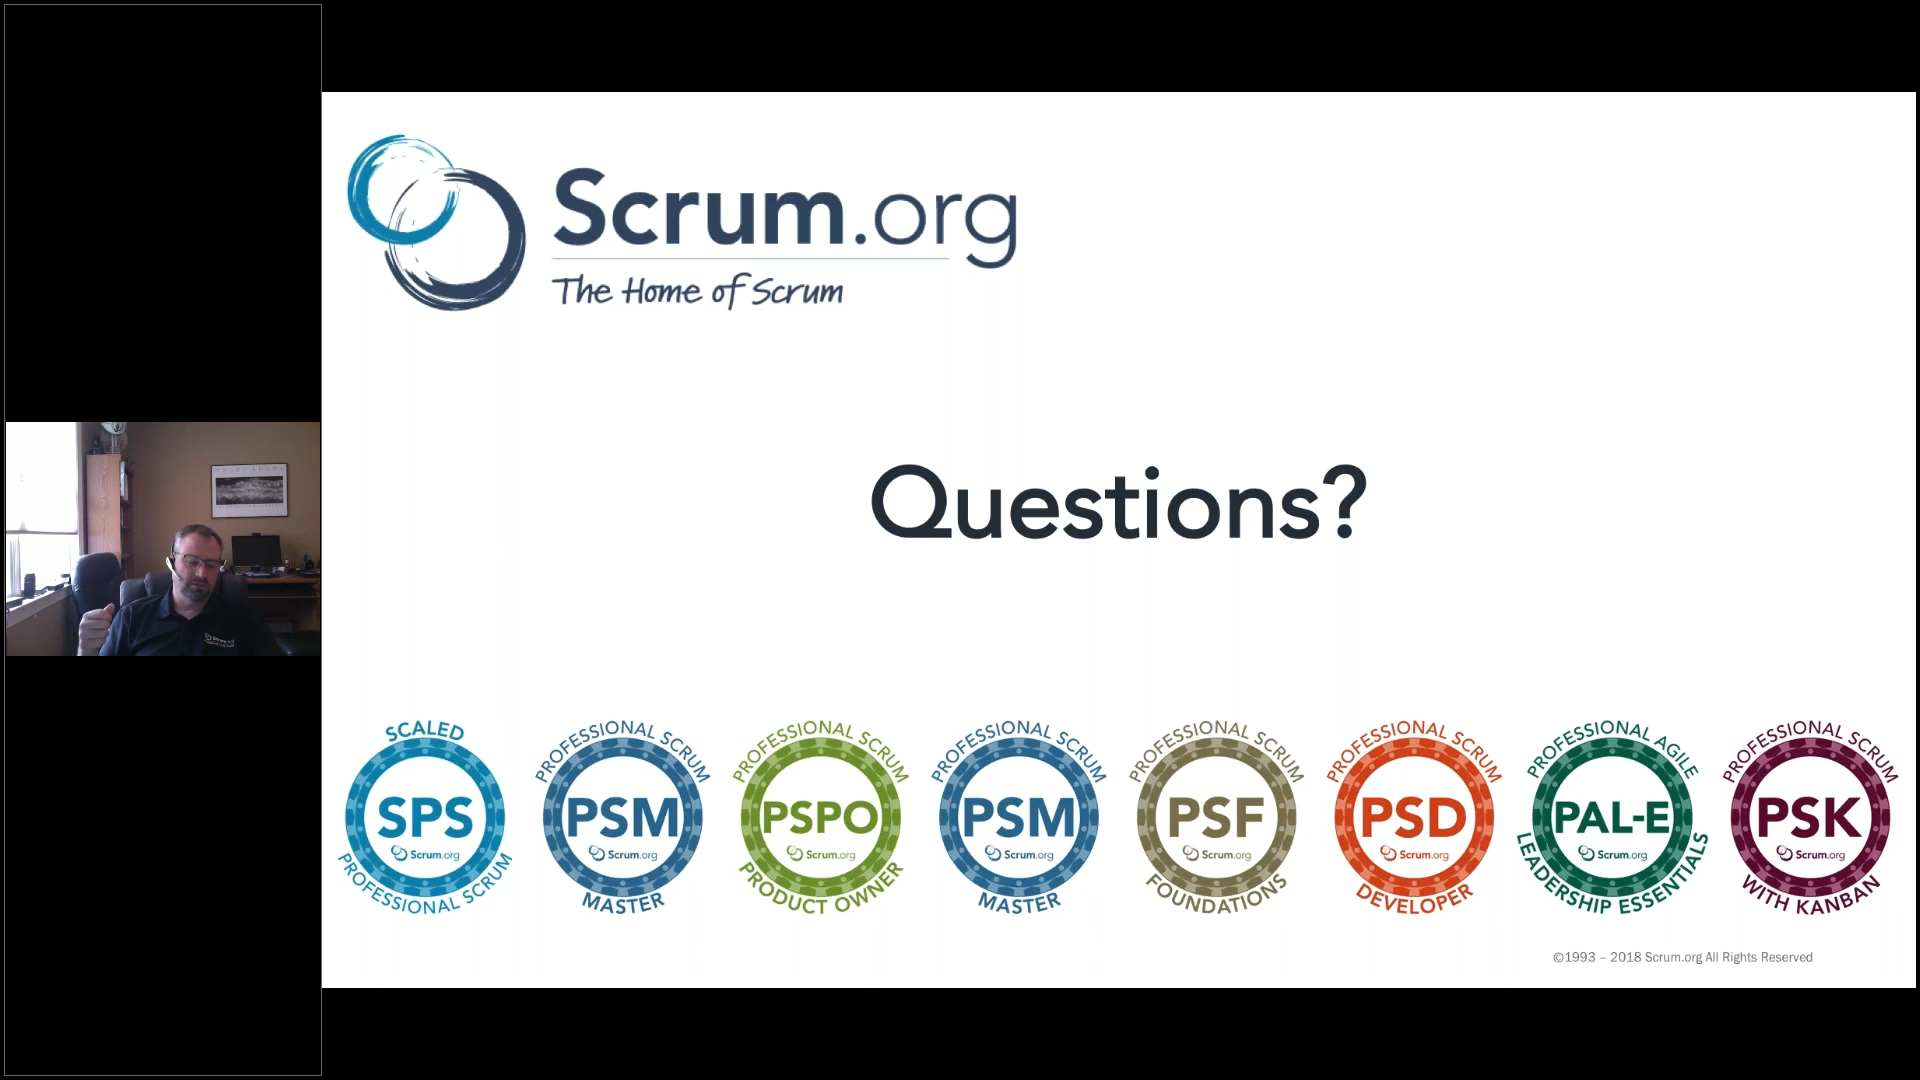 Scrum.org
The Home of Scrum
Questions?
SCALED
SPS
Scrum.org
PROFESSIONAL SCRUM
PROFESSIONAL SCRUM
PSM
Scrum.org
MASTER
PROFESSIONAL SCRUM
PSPO
Scrum.org
PRODUCT OWNER
PROFESSIONAL SCRUM
PSM
Scrum.org
MASTER
PROFESSIONAL SCRUM
PSF
Scrum.org
FOUNDATIONS
PROFESSIONAL SCRUM
PSD
Scrum.org
DEVELOPER
PROFESSIONAL AGILE
PAL-E
Scrum.org
LEADERSHIP ESSENTIALS
PROFESSIONAL SCRUM
PSK
Scrum.org
WITH KANBAN
©1993 – 2018 Scrum.org All Rights Reserved